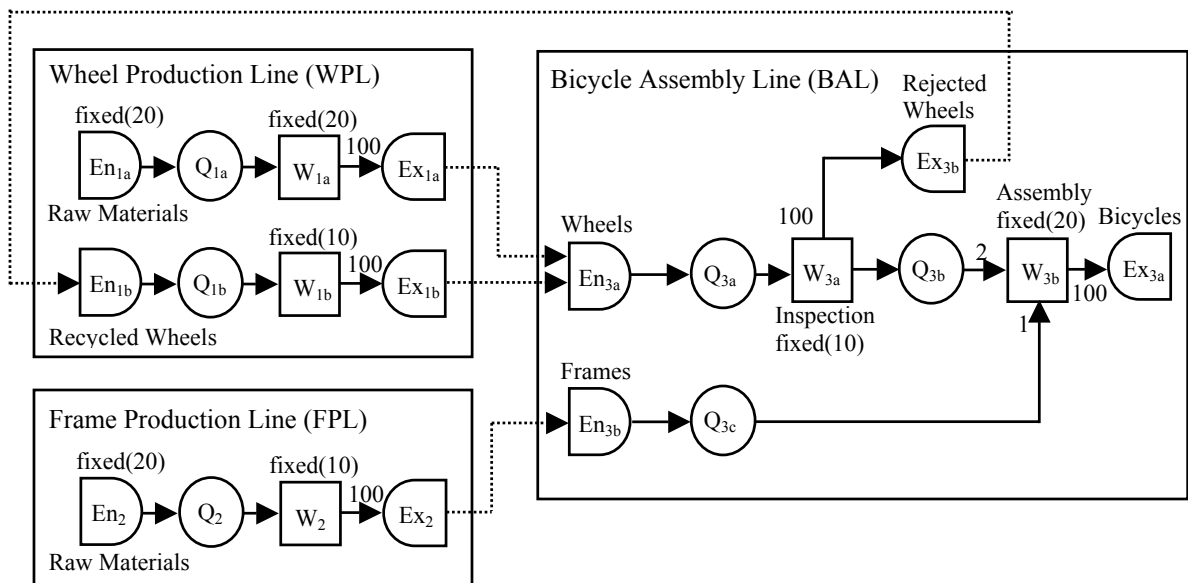 Wheel Production Line (WPL)
fixed(20)
fixed(20)
100
En1a
Q1a
W1a
Ex1a
Raw Materials
fixed(10)
100
En1b
Q1b
W1b
Ex1b
Recycled Wheels
Frame Production Line (FPL)
fixed(20)
fixed(10)
100
En2
Q2
W2
Ex2
Raw Materials
Bicycle Assembly Line (BAL)
Rejected
Wheels
Ex3b
Wheels
100
Assembly
fixed(20)
Bicycles
En3a
Q3a
W3a
Q3b
2
W3b
100
Ex3a
Inspection
fixed(10)
1
Frames
En3b
Q3c